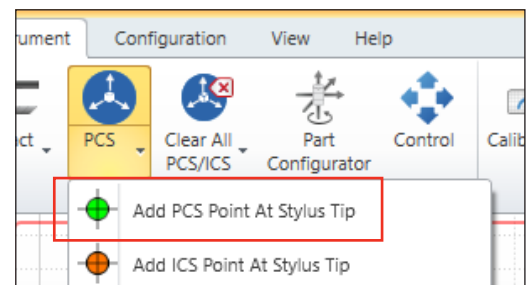 rument Configuration View Help
ct PCS Clear All PCS/ICS Part Configurator Control Calib
Add PCS Point At Stylus Tip
Add ICS Point At Stylus Tip